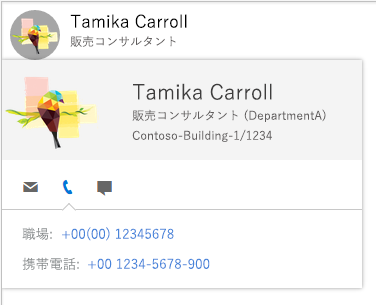 Tamika Carroll
販売コンサルタント
Tamika Carroll
販売コンサルタント (DepartmentA)
Contoso-Building-1/1234
職場: +00(00) 12345678
携帯電話: +00 1234-5678-900